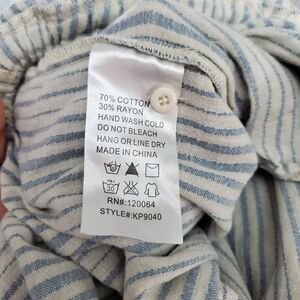 70% COTTON
30% RAYON
HAND WASH COLD
DO NOT BLEACH
HANG OR LINE DRY
MADE IN CHINA
30
RN#:120064
STYLE#:KP9040